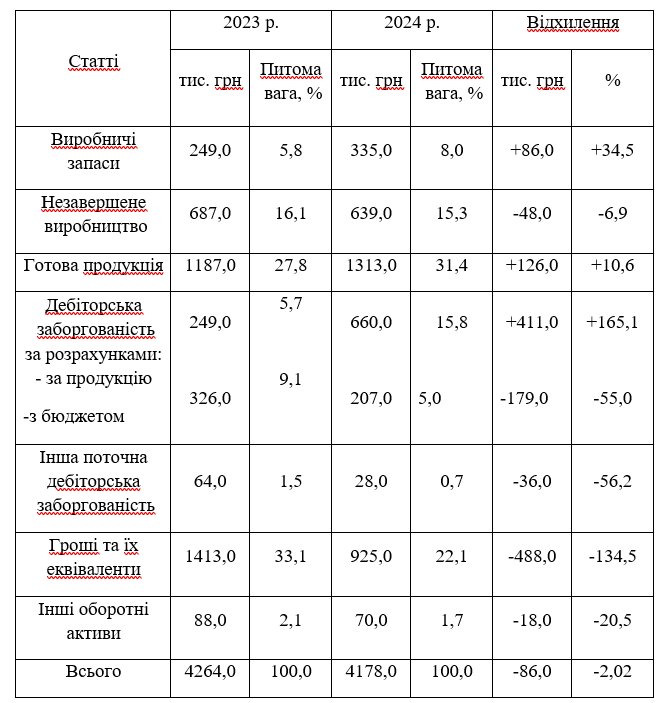 Статті 2023 р. 2024 р. Відхилення
тис. грн Питома вага, % тис. грн Питома вага, % тис. грн %
Виробничі запаси 249,0 5,8 335,0 8,0 +86,0 +34,5
Незавершене виробництво 687,0 16,1 639,0 15,3 -48,0 -6,9
Готова продукція 1187,0 27,8 1313,0 31,4 +126,0 +10,6
Дебіторська заборгованість за розрахунками:
- за продукцію 249,0 5,7 660,0 15,8 +411,0 +165,1
-з бюджетом 326,0 9,1 207,0 5,0 -179,0 -55,0
Інша поточна дебіторська заборгованість 64,0 1,5 28,0 0,7 -36,0 -56,2
Гроші та їх еквіваленти 1413,0 33,1 925,0 22,1 -488,0 -134,5
Інші оборотні активи 88,0 2,1 70,0 1,7 -18,0 -20,5
Всього 4264,0 100,0 4178,0 100,0 -86,0 -2,02